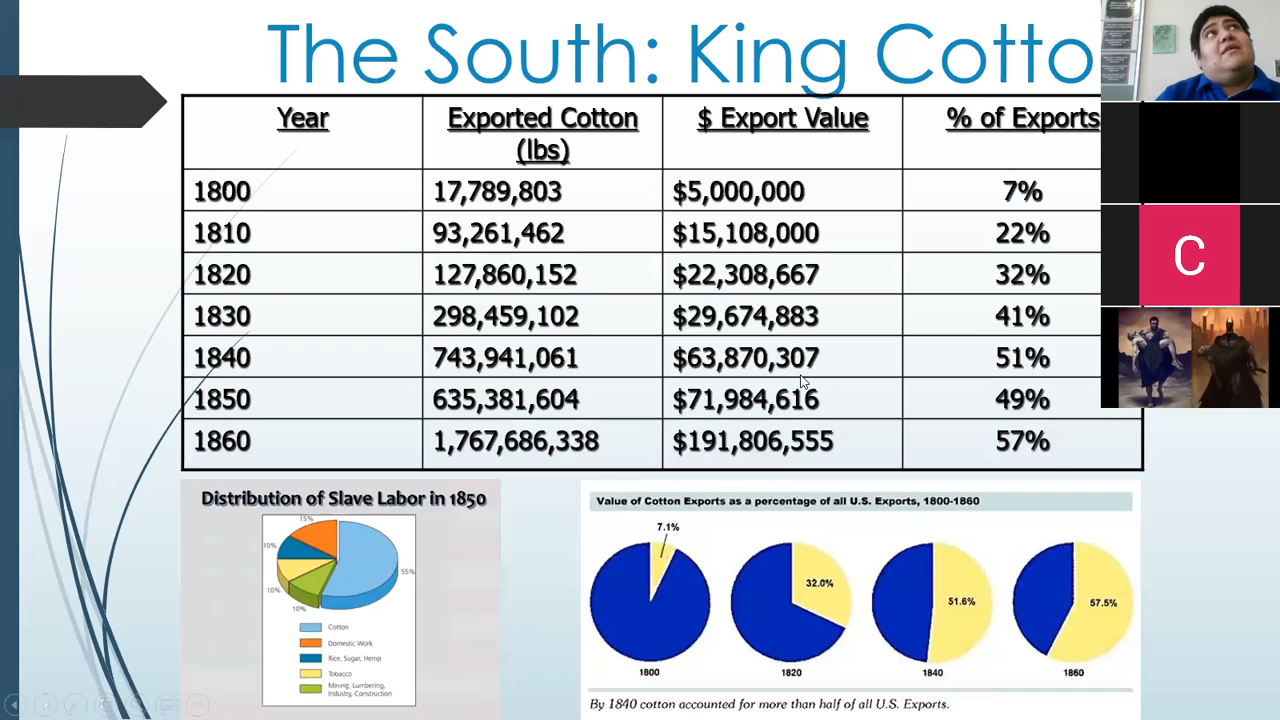 The South: King Cotto
Year Exported Cotton (lbs) $ Export Value % of Exports
1800 17,789,803 $5,000,000 7%
1810 93,261,462 $15,108,000 22%
1820 127,860,152 $22,308,667 32%
1830 298,459,102 $29,674,883 41%
1840 743,941,061 $63,870,307 51%
1850 635,381,604 $71,984,616 49%
1860 1,767,686,338 $191,806,555 57%
C
Distribution of Slave Labor in 1850
15%
10%
10%
10%
55%
Cotton
Domestic Work
Rice, Sugar, Hemp
Tobacco
Mining, Lumbering,
Industry, Construction
Value of Cotton Exports as a percentage of all U.S. Exports, 1800-1860
7.1% 32.0% 51.6% 57.5%
1800 1820 1840 1860
By 1840 cotton accounted for more than half of all U.S. Exports.